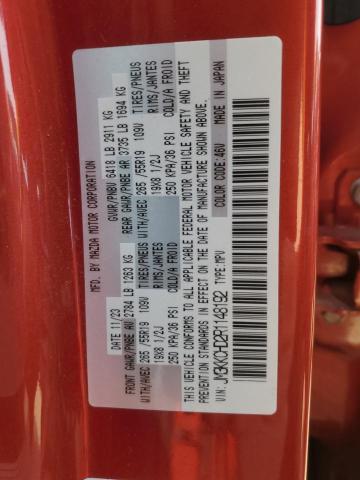 MFD. BY: MAZDA MOTOR CORPORATION
DATE: 11/23 GVWR/PNBV 6418 LB 2911 KG
FRONT GAWR/PNBE AV 2784 LB 1263 KG REAR GAWR/PNBE AR 3735 LB 1694 KG
TIRES/PNEUS TIRES/PNEUS
WITH/AVEC 265 /55R19 109V RIMS/JANTES WITH/AVEC 265 /55R19 109V RIMS/JANTES
19X8 1/2J 19X8 1/2J
250 KPA/36 PSI COLD/A FROID 250 KPA/36 PSI COLD/A FROID
THIS VEHICLE CONFORMS TO ALL APPLICABLE FEDERAL MOTOR VEHICLE SAFETY AND THEFT
PREVENTION STANDARDS IN EFFECT ON THE DATE OF MANUFACTURE SHOWN ABOVE.
COLOR CODE:46V MADE IN JAPAN
VIN: TYPE:MPV